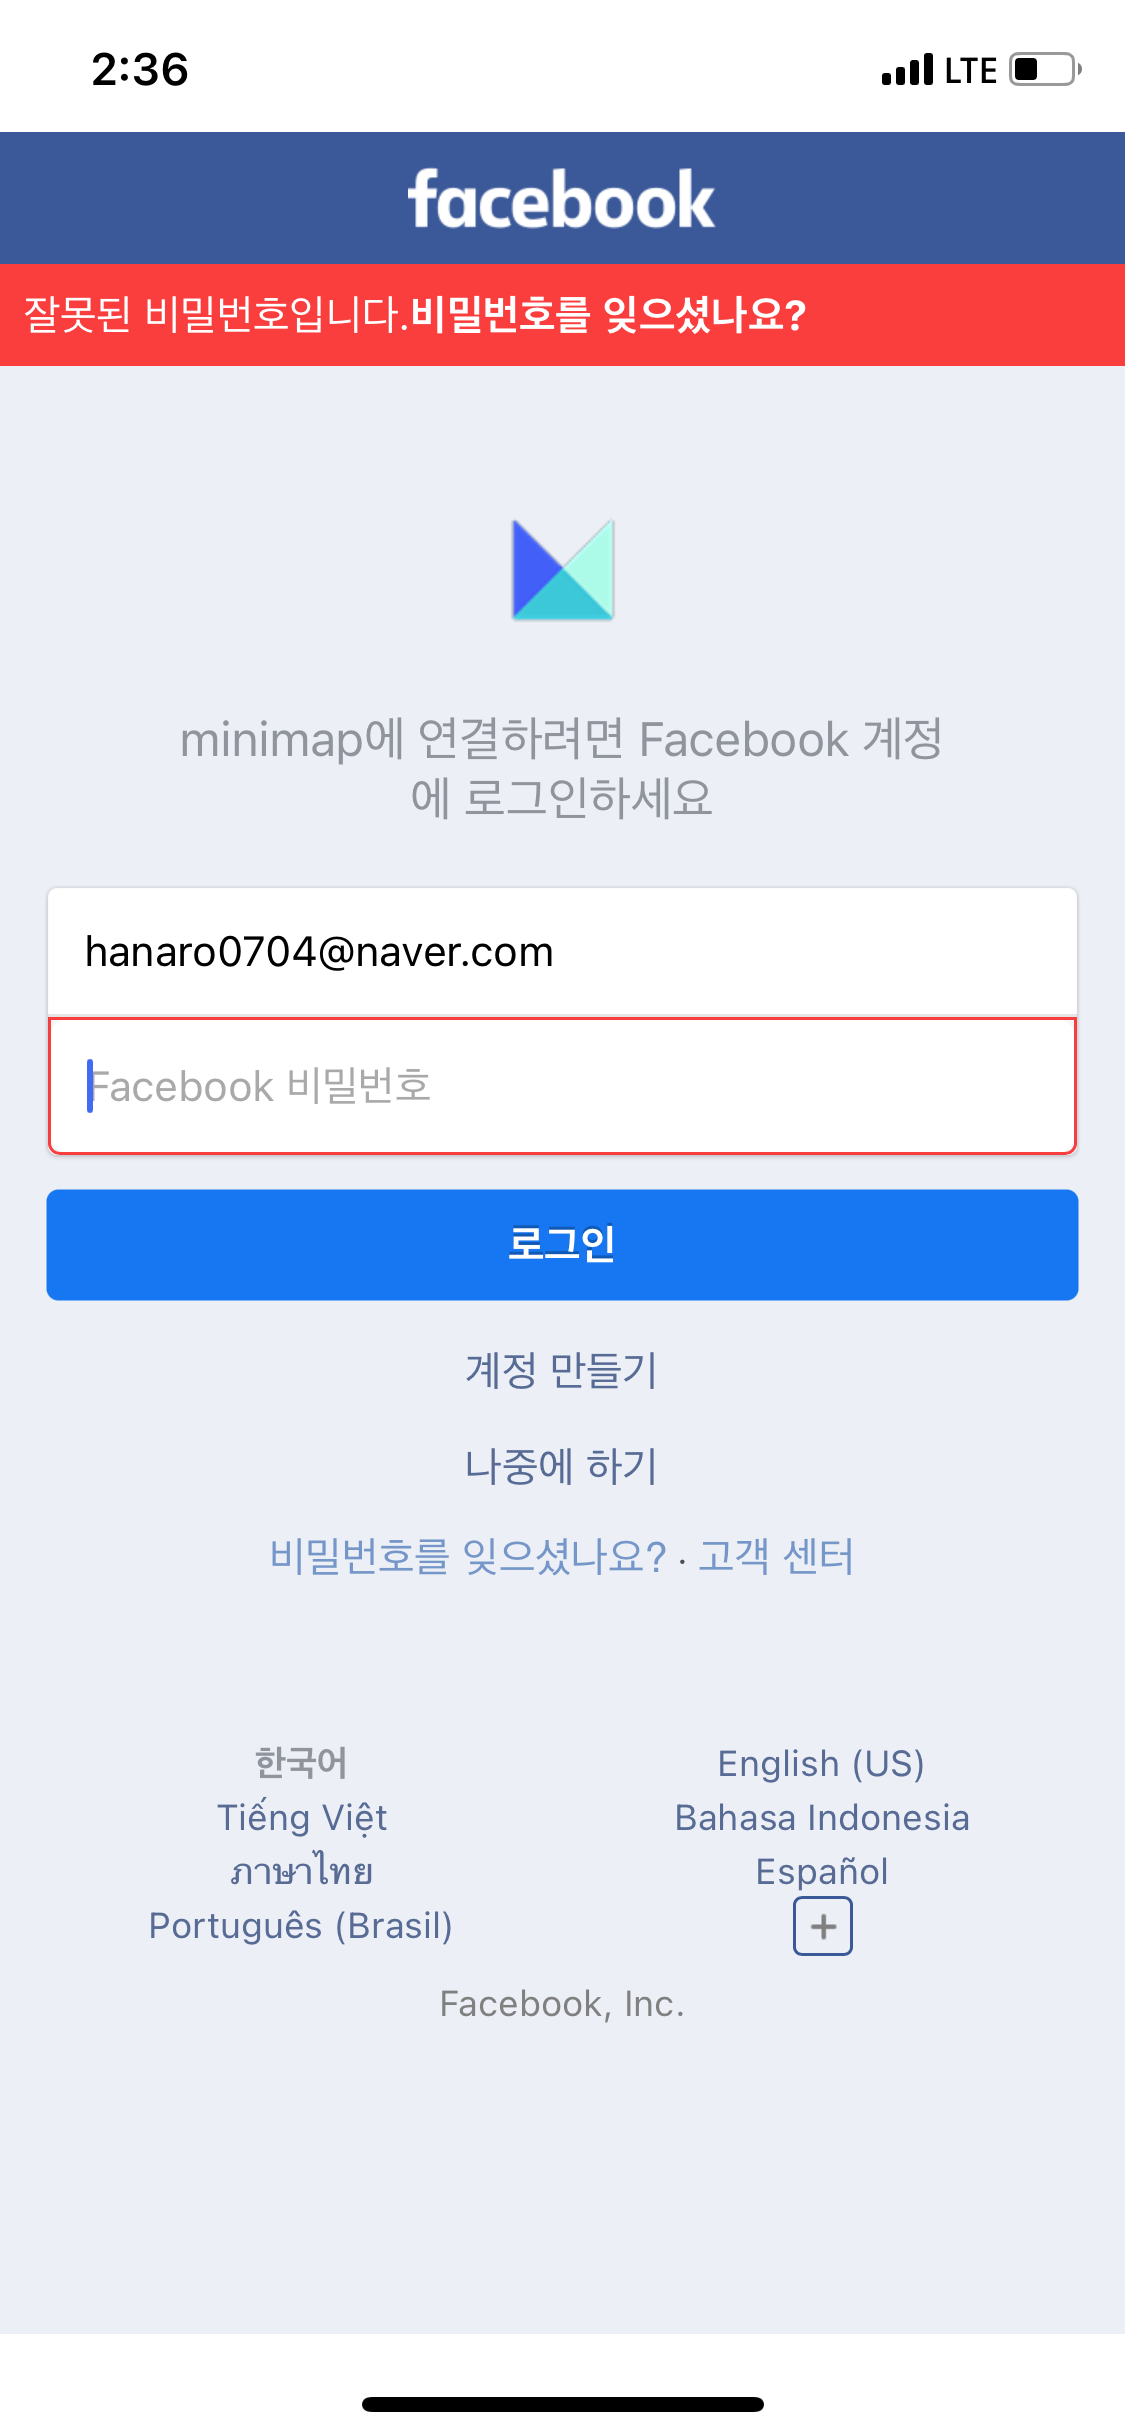 2:36
LTE
facebook
잘못된 비밀번호입니다.비밀번호를 잊으셨나요?
minimap에 연결하려면 Facebook 계정
에 로그인하세요
hanaro0704@naver.com
Facebook 비밀번호
로그인
계정 만들기
나중에 하기
비밀번호를 잊으셨나요? · 고객 센터
한국어
English (US)
Tiếng Việt
Bahasa Indonesia
ภาษาไทย
Español
Português (Brasil)
+
Facebook, Inc.